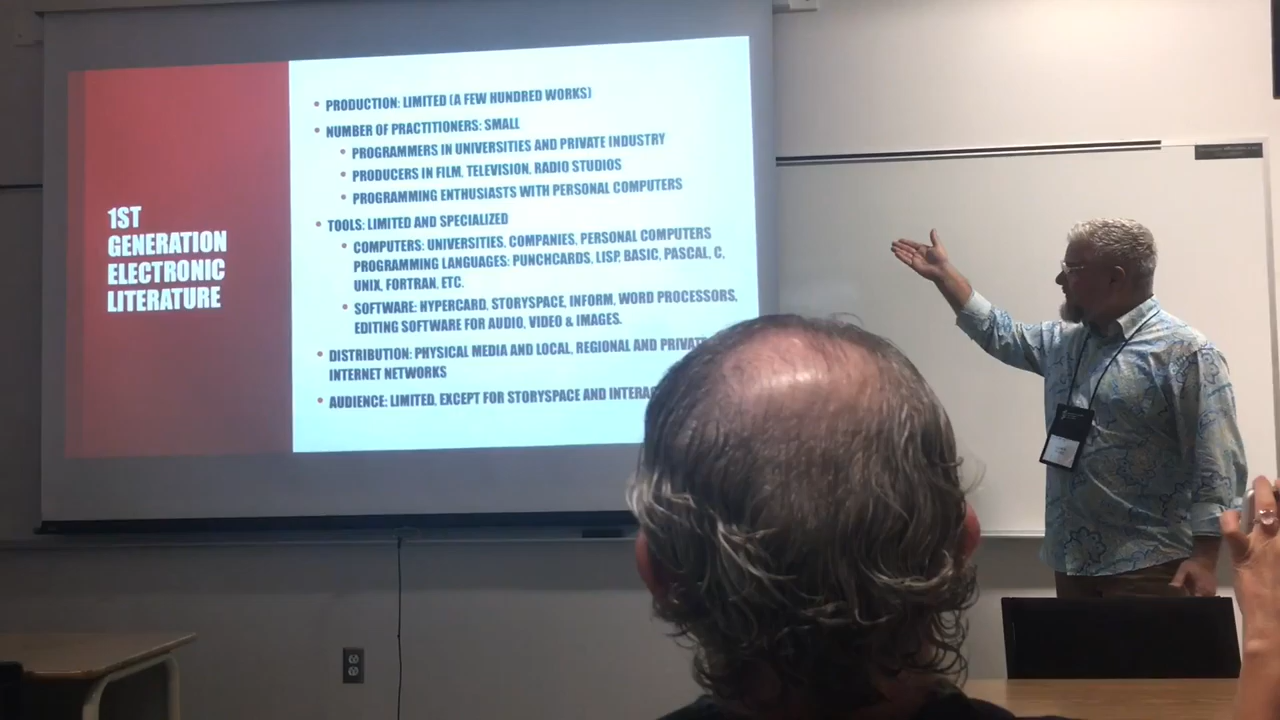 1ST
GENERATION
ELECTRONIC
LITERATURE
• PRODUCTION: LIMITED (A FEW HUNDRED WORKS)
• NUMBER OF PRACTITIONERS: SMALL
• PROGRAMMERS IN UNIVERSITIES AND PRIVATE INDUSTRY
• PRODUCERS IN FILM, TELEVISION, RADIO STUDIOS
• PROGRAMMING ENTHUSIASTS WITH PERSONAL COMPUTERS
• TOOLS: LIMITED AND SPECIALIZED
• COMPUTERS: UNIVERSITIES, COMPANIES, PERSONAL COMPUTERS
PROGRAMMING LANGUAGES: PUNCHCARDS, LISP, BASIC, PASCAL, C,
UNIX, FORTRAN, ETC.
• SOFTWARE: HYPERCARD, STORYSPACE, INFORM, WORD PROCESSORS,
EDITING SOFTWARE FOR AUDIO, VIDEO & IMAGES.
• DISTRIBUTION: PHYSICAL MEDIA AND LOCAL, REGIONAL AND
INTERNET NETWORKS
• AUDIENCE: LIMITED, EXCEPT FOR STORYSPACE AND